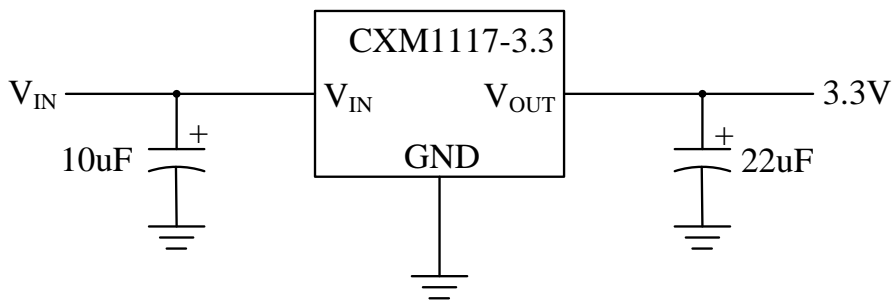 CXM1117-3.3
V_IN
V_IN
V_OUT
3.3V
+
+
10uF
GND
22uF